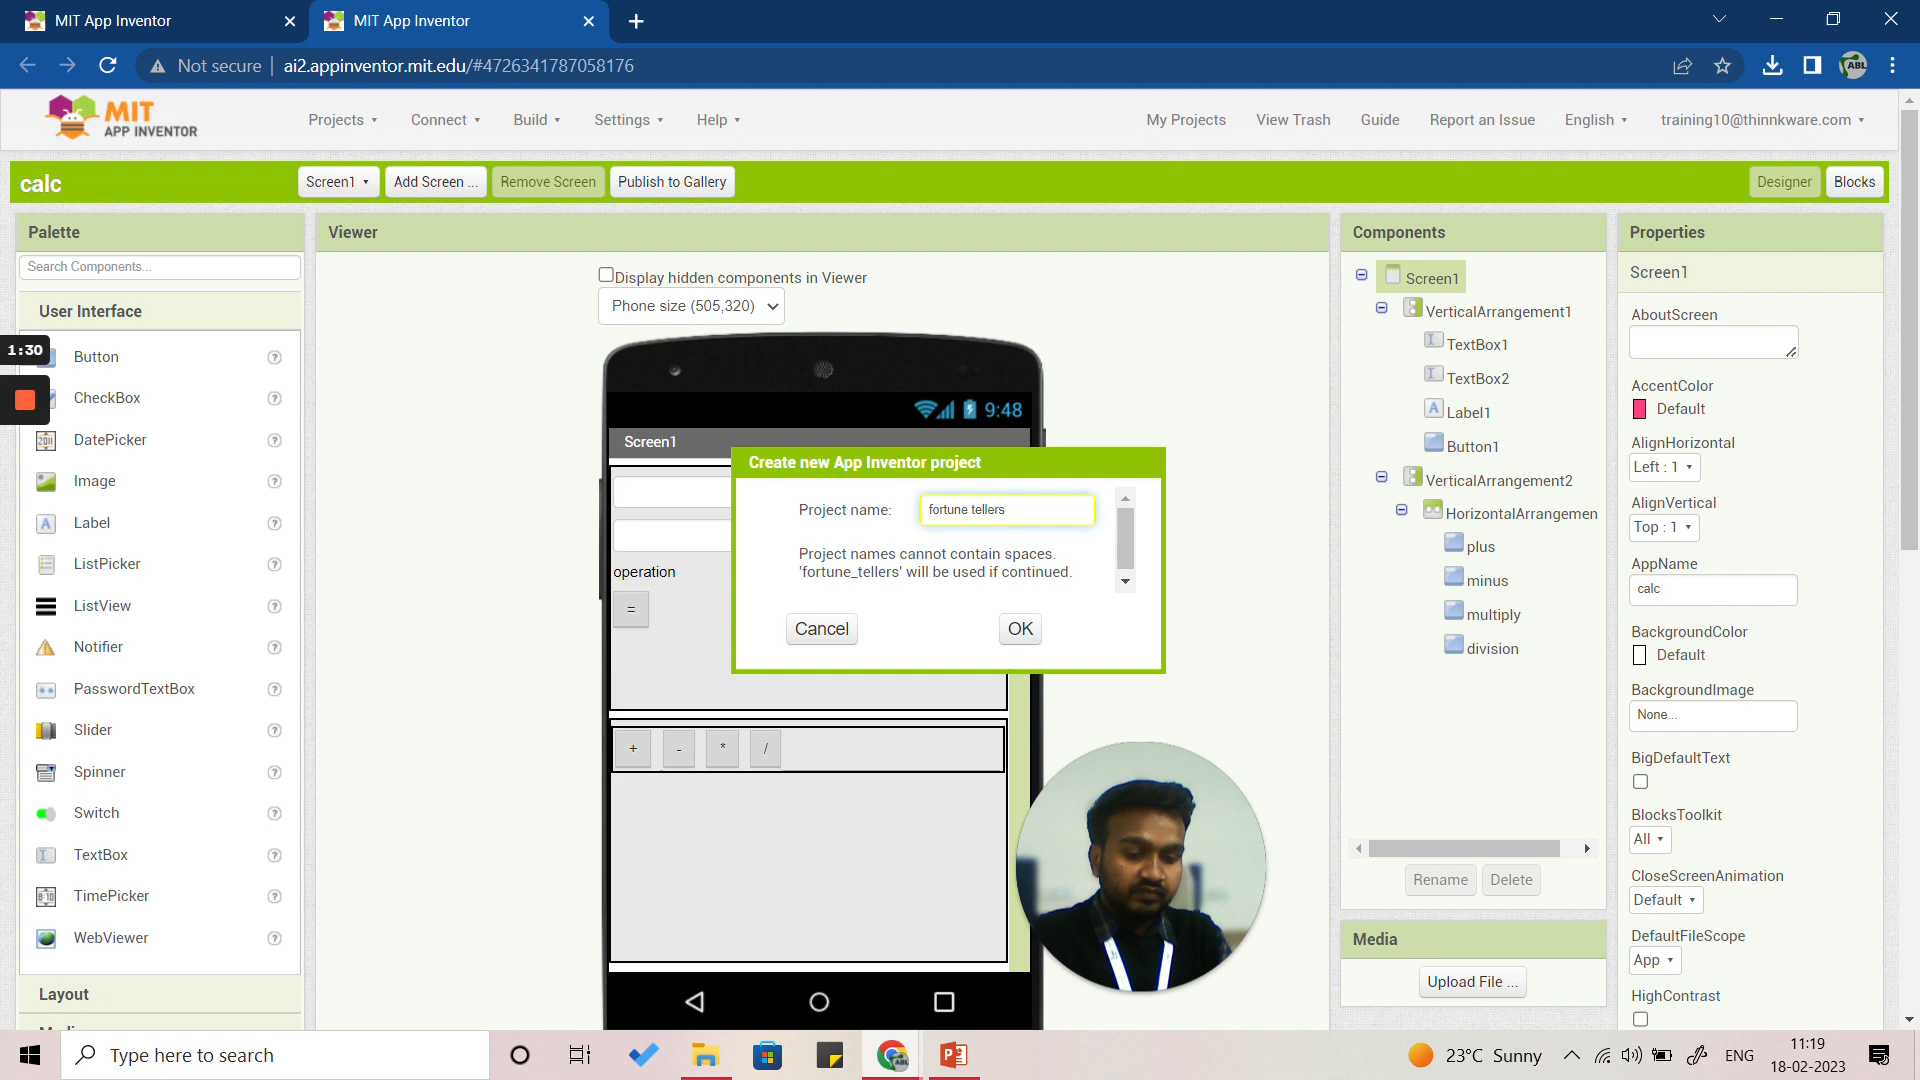 MIT App Inventor
MIT App Inventor
Not secure
ai2.appinventor.mit.edu/#4726341787058176
ABL
MIT
APP INVENTOR
Projects
Connect
Build
Settings
Help
My Projects
View Trash
Guide
Report an Issue
English
training10@thinnkware.com
calc
Screen1
Add Screen ...
Remove Screen
Publish to Gallery
Designer
Blocks
Palette
Search Components...
User Interface
1:30
Button
CheckBox
DatePicker
Image
Label
ListPicker
ListView
Notifier
PasswordTextBox
Slider
Spinner
Switch
TextBox
TimePicker
WebViewer
Layout
Viewer
Display hidden components in Viewer
Phone size (505,320)
9:48
Screen1
operation
=
+ - * /
Create new App Inventor project
Project name: fortune tellers
Project names cannot contain spaces.
'fortune_tellers' will be used if continued.
Cancel
OK
Components
Screen1
VerticalArrangement1
TextBox1
TextBox2
Label1
Button1
VerticalArrangement2
HorizontalArrangemen
plus
minus
multiply
division
Rename
Delete
Media
Upload File ...
Properties
Screen1
AboutScreen
AccentColor
Default
AlignHorizontal
Left : 1
AlignVertical
Top : 1
AppName
calc
BackgroundColor
Default
BackgroundImage
None...
BigDefaultText
BlocksToolkit
All
CloseScreenAnimation
Default
DefaultFileScope
App
HighContrast
Type here to search
23°C Sunny
ENG
11:19
18-02-2023